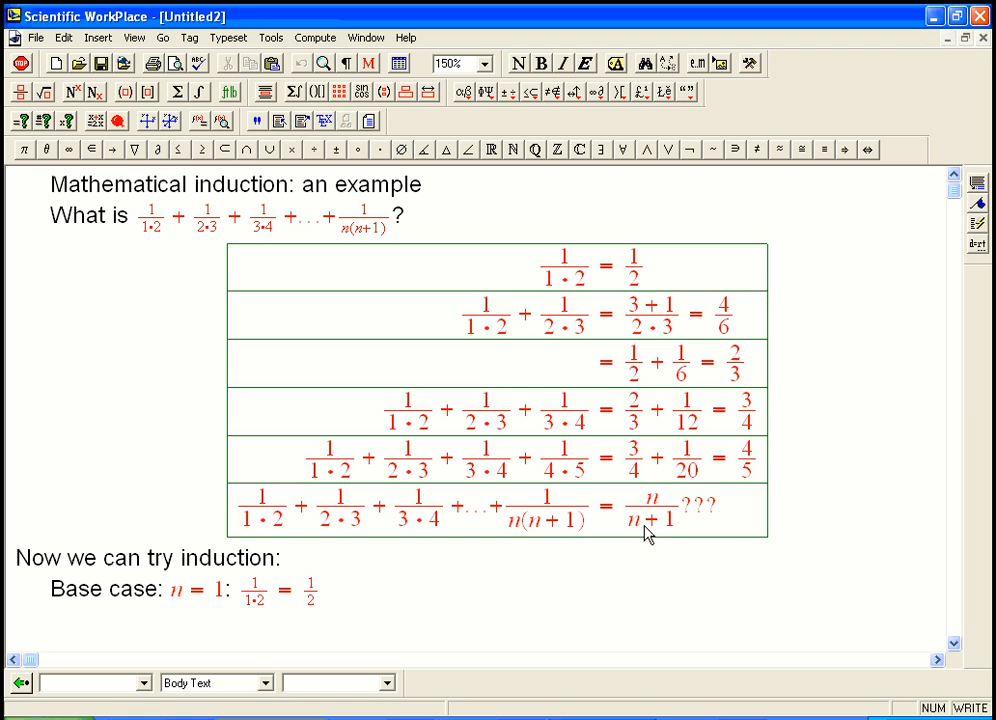 Scientific WorkPlace - [Untitled2]
File Edit Insert View Go Tag Typeset Tools Compute Window Help
150% N B I E
π θ ∞ ∈ → ∇ ∂ ≤ ≥ ⊂ ∩ ∪ × ÷ ± ∘ · ∅ ∡ △ ∠ ℝ ℕ ℚ ℤ ℂ ∃ ∀ ∧ ∨ ¬ ~ ∋ ≠ ≈ ≅ ≡ ⇒ ⇔
Mathematical induction: an example
What is 1/(1·2) + 1/(2·3) + 1/(3·4) +...+ 1/(n(n+1)) ?
1/(1·2) = 1/2
1/(1·2) + 1/(2·3) = (3+1)/(2·3) = 4/6
= 1/2 + 1/6 = 2/3
1/(1·2) + 1/(2·3) + 1/(3·4) = 2/3 + 1/12 = 3/4
1/(1·2) + 1/(2·3) + 1/(3·4) + 1/(4·5) = 3/4 + 1/20 = 4/5
1/(1·2) + 1/(2·3) + 1/(3·4) +...+ 1/(n(n+1)) = n/(n+1) ???
Now we can try induction:
Base case: n = 1: 1/(1·2) = 1/2
Body Text
NUM WRITE